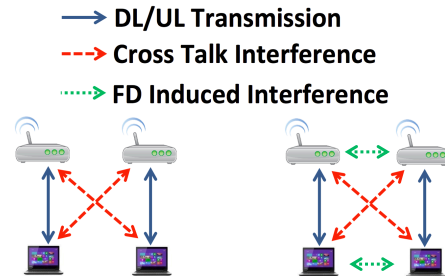 DL/UL Transmission
Cross Talk Interference
FD Induced Interference